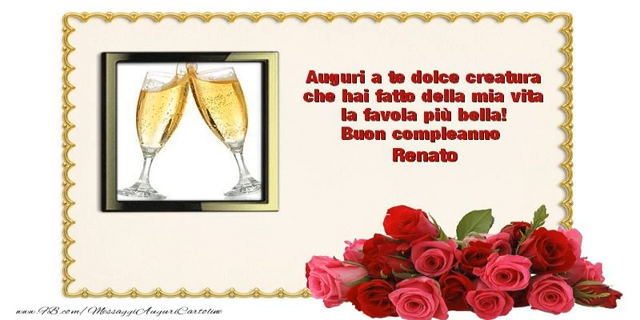 Auguri a te dolce creatura
che hai fatto della mia vita
la favola più bella!
Buon compleanno
Renato
www.FB.com/MessaggiAuguriCartoline